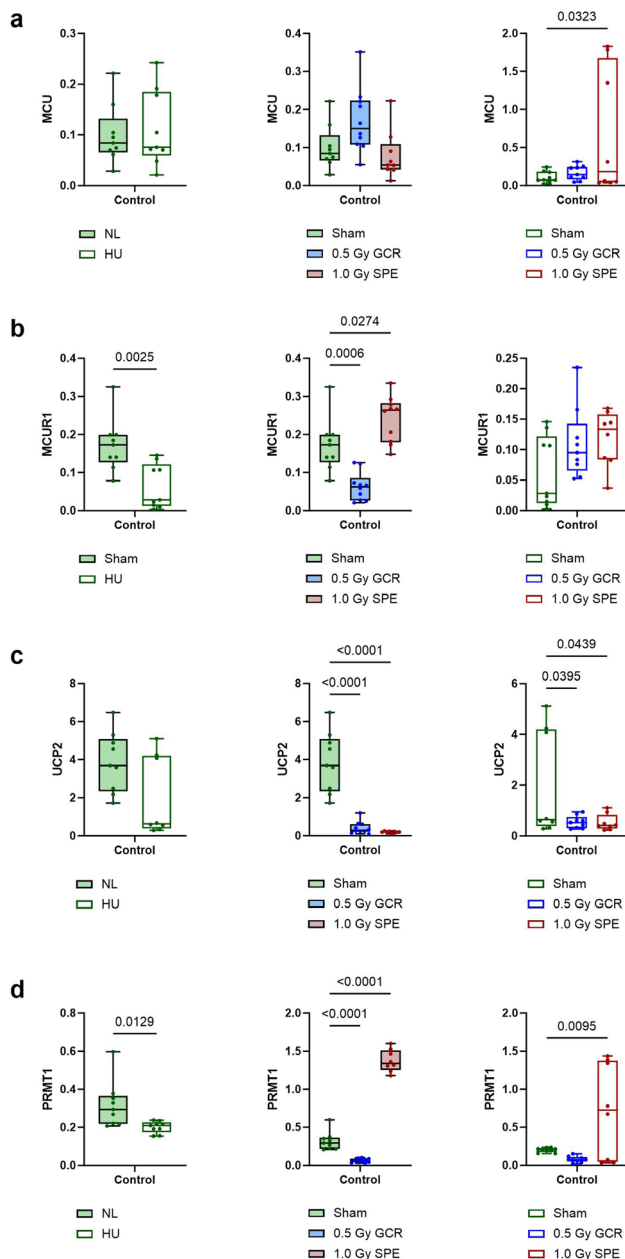 a
0.0323
0.3
0.2
0.1
0.0
MCU
Control
NL
HU
0.4
0.3
0.2
0.1
0.0
MCU
Control
Sham
0.5 Gy GCR
1.0 Gy SPE
2.0
1.5
1.0
0.5
0.0
MCU
Control
Sham
0.5 Gy GCR
1.0 Gy SPE
b
0.0025
0.4
0.3
0.2
0.1
0.0
MCUR1
Control
Sham
HU
0.0274
0.0006
0.4
0.3
0.2
0.1
0.0
MCUR1
Control
Sham
0.5 Gy GCR
1.0 Gy SPE
0.25
0.20
0.15
0.10
0.05
0.00
MCUR1
Control
Sham
0.5 Gy GCR
1.0 Gy SPE
c
8
6
4
2
0
UCP2
Control
NL
HU
<0.0001
<0.0001
8
6
4
2
0
UCP2
Control
Sham
0.5 Gy GCR
1.0 Gy SPE
0.0439
0.0395
6
4
2
0
UCP2
Control
Sham
0.5 Gy GCR
1.0 Gy SPE
d
0.0129
0.8
0.6
0.4
0.2
0.0
PRMT1
Control
NL
HU
<0.0001
<0.0001
2.0
1.5
1.0
0.5
0.0
PRMT1
Control
Sham
0.5 Gy GCR
1.0 Gy SPE
0.0095
2.0
1.5
1.0
0.5
0.0
PRMT1
Control
Sham
0.5 Gy GCR
1.0 Gy SPE